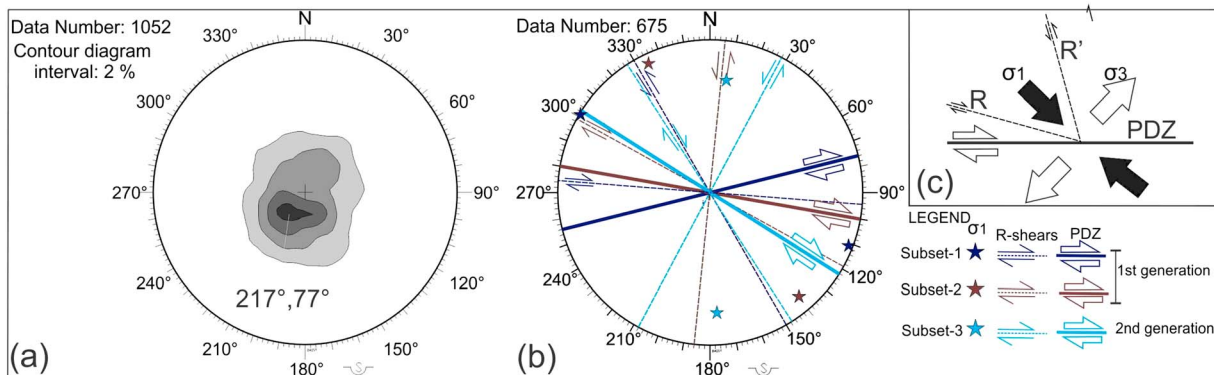 Data Number: 1052
Contour diagram
interval: 2 %
N
30°
60°
90°
120°
150°
180°
210°
240°
270°
300°
330°
217°,77°
(a)
Data Number: 675
N
30°
60°
90°
120°
150°
180°
210°
240°
270°
300°
330°
(b)
R'
σ1
σ3
R
PDZ
(c)
LEGEND
σ1
R-shears
PDZ
Subset-1
1st generation
Subset-2
Subset-3
2nd generation